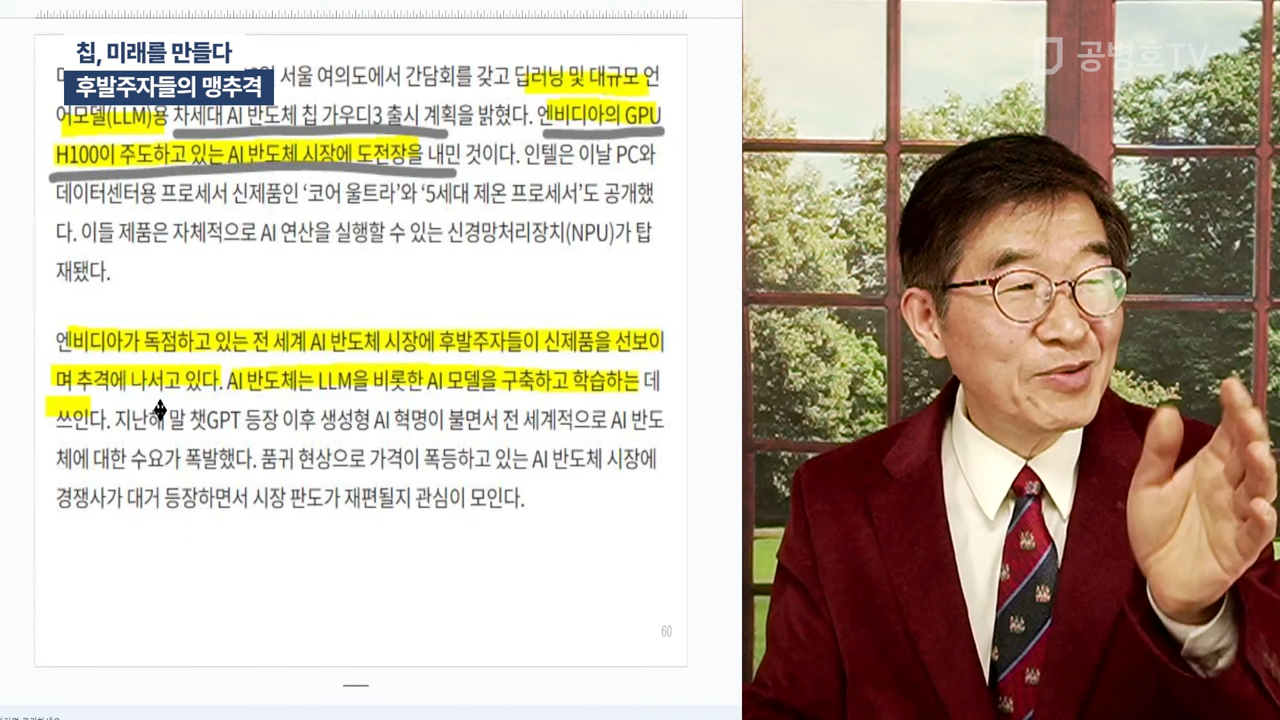 칩, 미래를 만들다
후발주자들의 맹추격
공병호TV
서울 여의도에서 간담회를 갖고 딥러닝 및 대규모 언
어모델(LLM)용 차세대 AI 반도체 칩 가우디3 출시 계획을 밝혔다. 엔비디아의 GPU
H100이 주도하고 있는 AI 반도체 시장에 도전장을 내민 것이다. 인텔은 이날 PC와
데이터센터용 프로세서 신제품인 ‘코어 울트라’와 ‘5세대 제온 프로세서’도 공개했
다. 이들 제품은 자체적으로 AI 연산을 실행할 수 있는 신경망처리장치(NPU)가 탑
재됐다.
엔비디아가 독점하고 있는 전 세계 AI 반도체 시장에 후발주자들이 신제품을 선보이
며 추격에 나서고 있다. AI 반도체는 LLM을 비롯한 AI 모델을 구축하고 학습하는 데
쓰인다. 지난해 말 챗GPT 등장 이후 생성형 AI 혁명이 불면서 전 세계적으로 AI 반도
체에 대한 수요가 폭발했다. 품귀 현상으로 가격이 폭등하고 있는 AI 반도체 시장에
경쟁사가 대거 등장하면서 시장 판도가 재편될지 관심이 모인다.
60